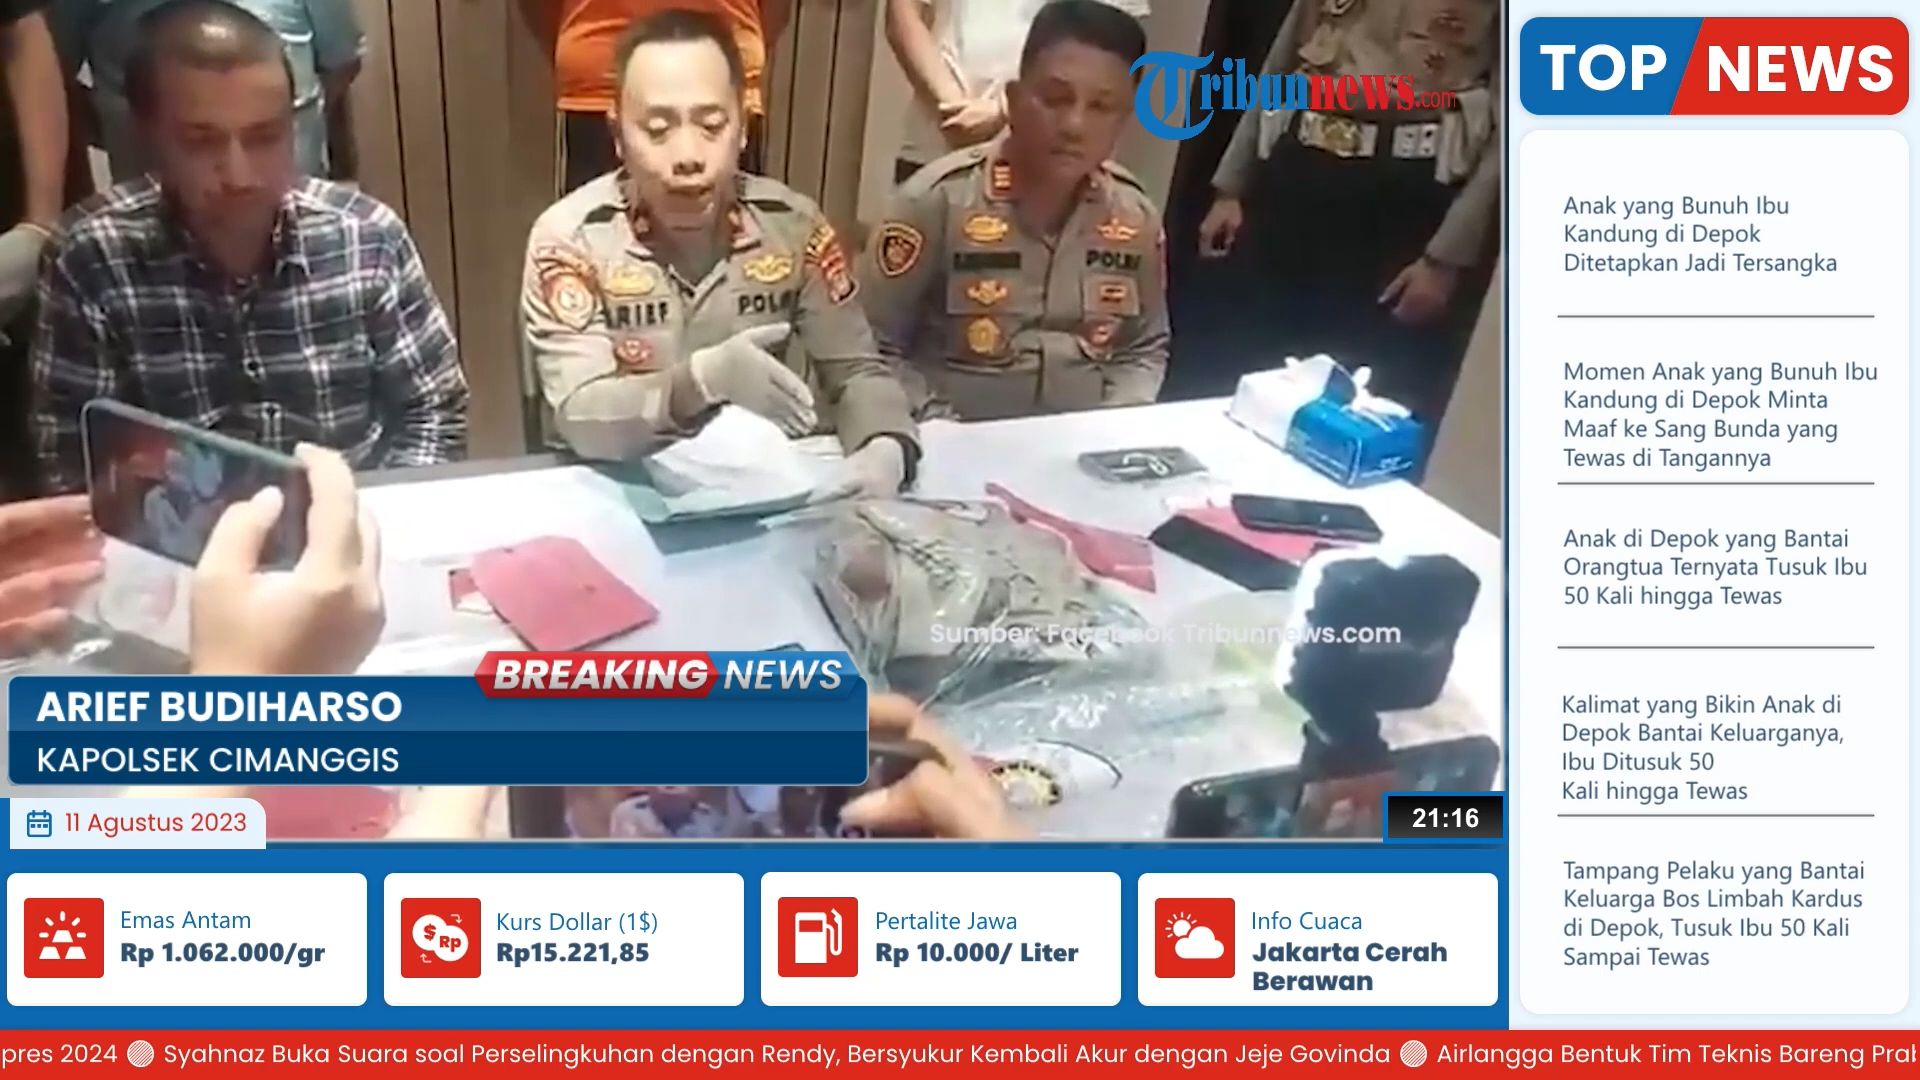 Tribunnews.com
ARIEF
POLRI
Sumber: Facebook Tribunnews.com
BREAKING NEWS
ARIEF BUDIHARSO
KAPOLSEK CIMANGGIS
11 Agustus 2023
21:16
Emas Antam
Rp 1.062.000/gr
Kurs Dollar (1$)
Rp15.221,85
Pertalite Jawa
Rp 10.000/ Liter
Info Cuaca
Jakarta Cerah
Berawan
TOP NEWS
Anak yang Bunuh Ibu
Kandung di Depok
Ditetapkan Jadi Tersangka
Momen Anak yang Bunuh Ibu
Kandung di Depok Minta
Maaf ke Sang Bunda yang
Tewas di Tangannya
Anak di Depok yang Bantai
Orangtua Ternyata Tusuk Ibu
50 Kali hingga Tewas
Kalimat yang Bikin Anak di
Depok Bantai Keluarganya,
Ibu Ditusuk 50
Kali hingga Tewas
Tampang Pelaku yang Bantai
Keluarga Bos Limbah Kardus
di Depok, Tusuk Ibu 50 Kali
Sampai Tewas
pres 2024 Syahnaz Buka Suara soal Perselingkuhan dengan Rendy, Bersyukur Kembali Akur dengan Jeje Govinda Airlangga Bentuk Tim Teknis Bareng Pral